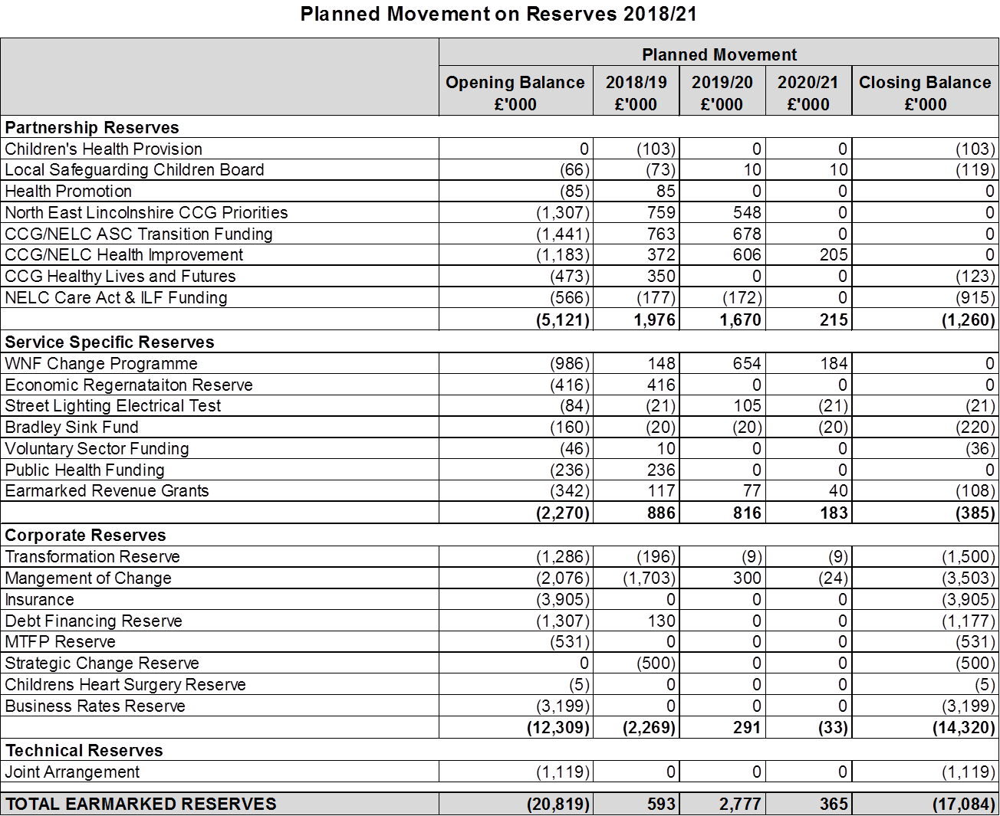 Planned Movement on Reserves 2018/21
Planned Movement
Opening Balance 2018/19 2019/20 2020/21 Closing Balance
£'000 £'000 £'000 £'000 £'000
Partnership Reserves
Children's Health Provision 0 (103) 0 0 (103)
Local Safeguarding Children Board (66) (73) 10 10 (119)
Health Promotion (85) 85 0 0 0
North East Lincolnshire CCG Priorities (1,307) 759 548 0 0
CCG/NELC ASC Transition Funding (1,441) 763 678 0 0
CCG/NELC Health Improvement (1,183) 372 606 205 0
CCG Healthy Lives and Futures (473) 350 0 0 (123)
NELC Care Act & ILF Funding (566) (177) (172) 0 (915)
(5,121) 1,976 1,670 215 (1,260)
Service Specific Reserves
WNF Change Programme (986) 148 654 184 0
Economic Regernataiton Reserve (416) 416 0 0 0
Street Lighting Electrical Test (84) (21) 105 (21) (21)
Bradley Sink Fund (160) (20) (20) (20) (220)
Voluntary Sector Funding (46) 10 0 0 (36)
Public Health Funding (236) 236 0 0 0
Earmarked Revenue Grants (342) 117 77 40 (108)
(2,270) 886 816 183 (385)
Corporate Reserves
Transformation Reserve (1,286) (196) (9) (9) (1,500)
Mangement of Change (2,076) (1,703) 300 (24) (3,503)
Insurance (3,905) 0 0 0 (3,905)
Debt Financing Reserve (1,307) 130 0 0 (1,177)
MTFP Reserve (531) 0 0 0 (531)
Strategic Change Reserve 0 (500) 0 0 (500)
Childrens Heart Surgery Reserve (5) 0 0 0 (5)
Business Rates Reserve (3,199) 0 0 0 (3,199)
(12,309) (2,269) 291 (33) (14,320)
Technical Reserves
Joint Arrangement (1,119) 0 0 0 (1,119)
TOTAL EARMARKED RESERVES (20,819) 593 2,777 365 (17,084)